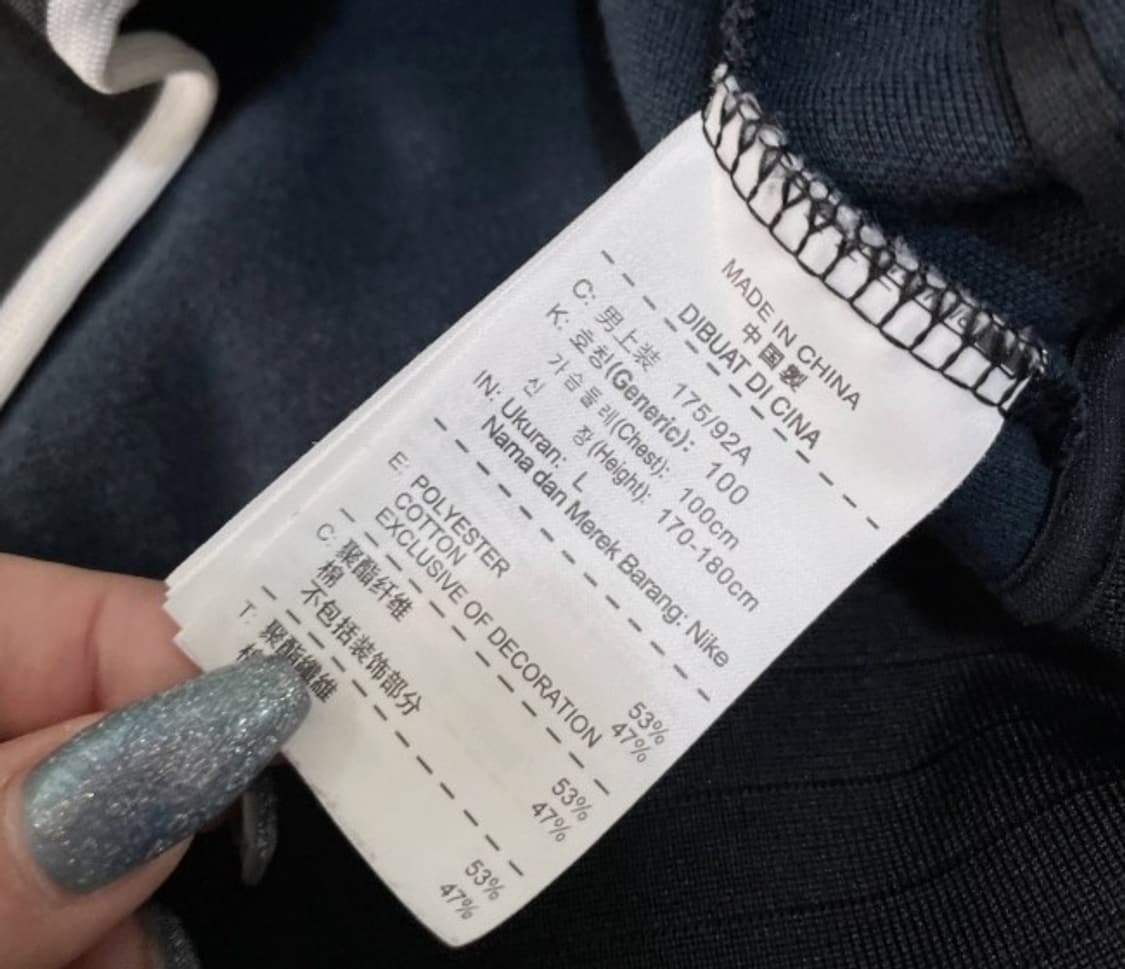 MADE IN CHINA
中国製
DIBUAT DI CINA
C: 男上装 175/92A
K: 호칭(Generic): 100
가슴둘레(Chest): 100cm
신 장(Height): 170-180cm
IN: Ukuran: L
Nama dan Merek Barang: Nike
E: POLYESTER 53%
COTTON 47%
EXCLUSIVE OF DECORATION
C: 聚酯纤维 53%
棉 47%
不包括装饰部分
T: 聚酯纖維 53%
47%